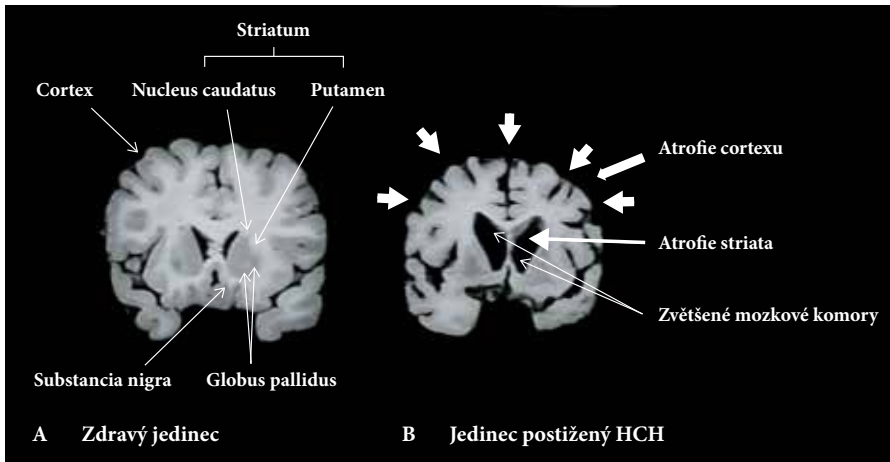 Striatum
Cortex
Nucleus caudatus
Putamen
Atrofie cortexu
Atrofie striata
Zvětšené mozkové komory
Substancia nigra
Globus pallidus
A Zdravý jedinec
B Jedinec postižený HCH